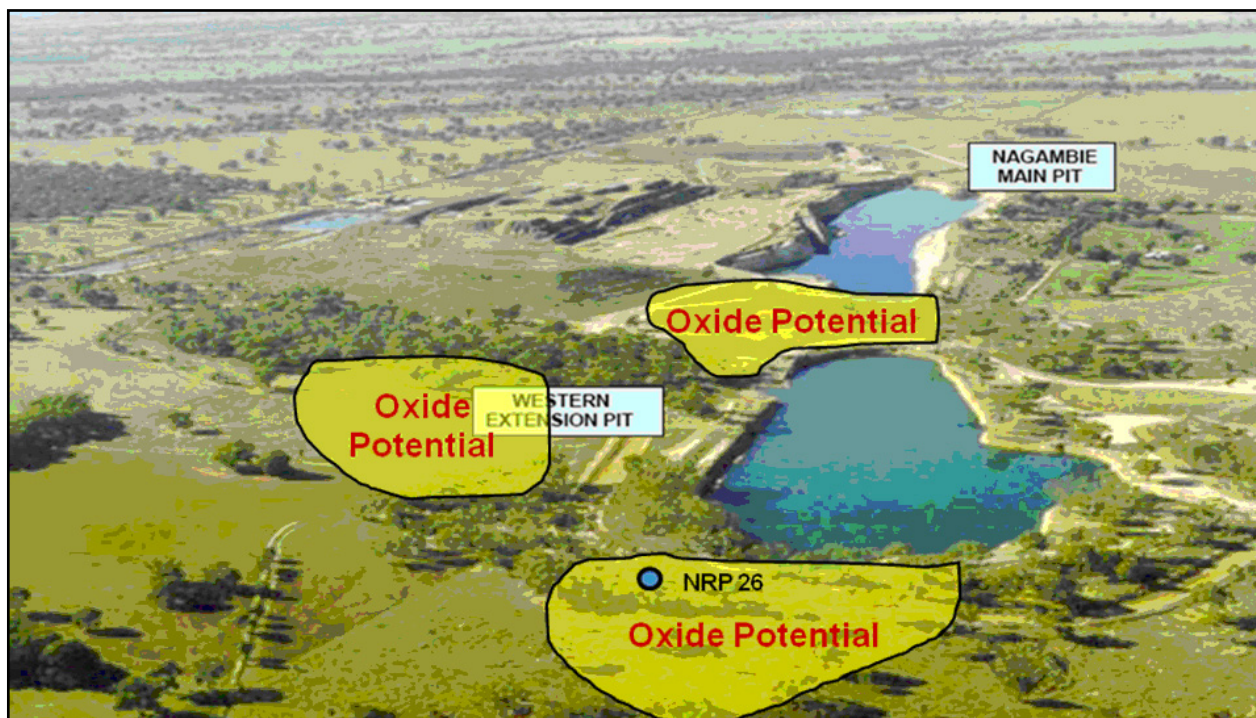 NAGAMBIE
MAIN PIT
Oxide Potential
Oxide
Potential
WESTERN
EXTENSION PIT
NRP 26
Oxide Potential